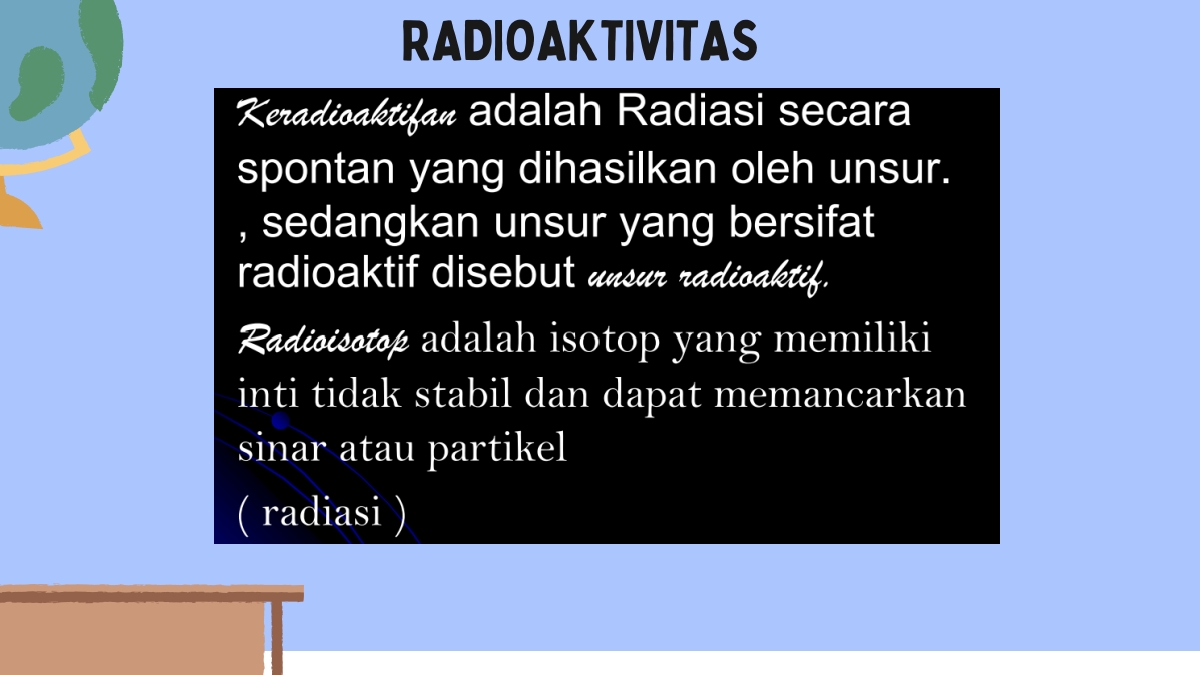 RADIOAKTIVITAS
Keradioaktifan adalah Radiasi secara
spontan yang dihasilkan oleh unsur.
, sedangkan unsur yang bersifat
radioaktif disebut unsur radioaktif.
Radioisotop adalah isotop yang memiliki
inti tidak stabil dan dapat memancarkan
sinar atau partikel
( radiasi )